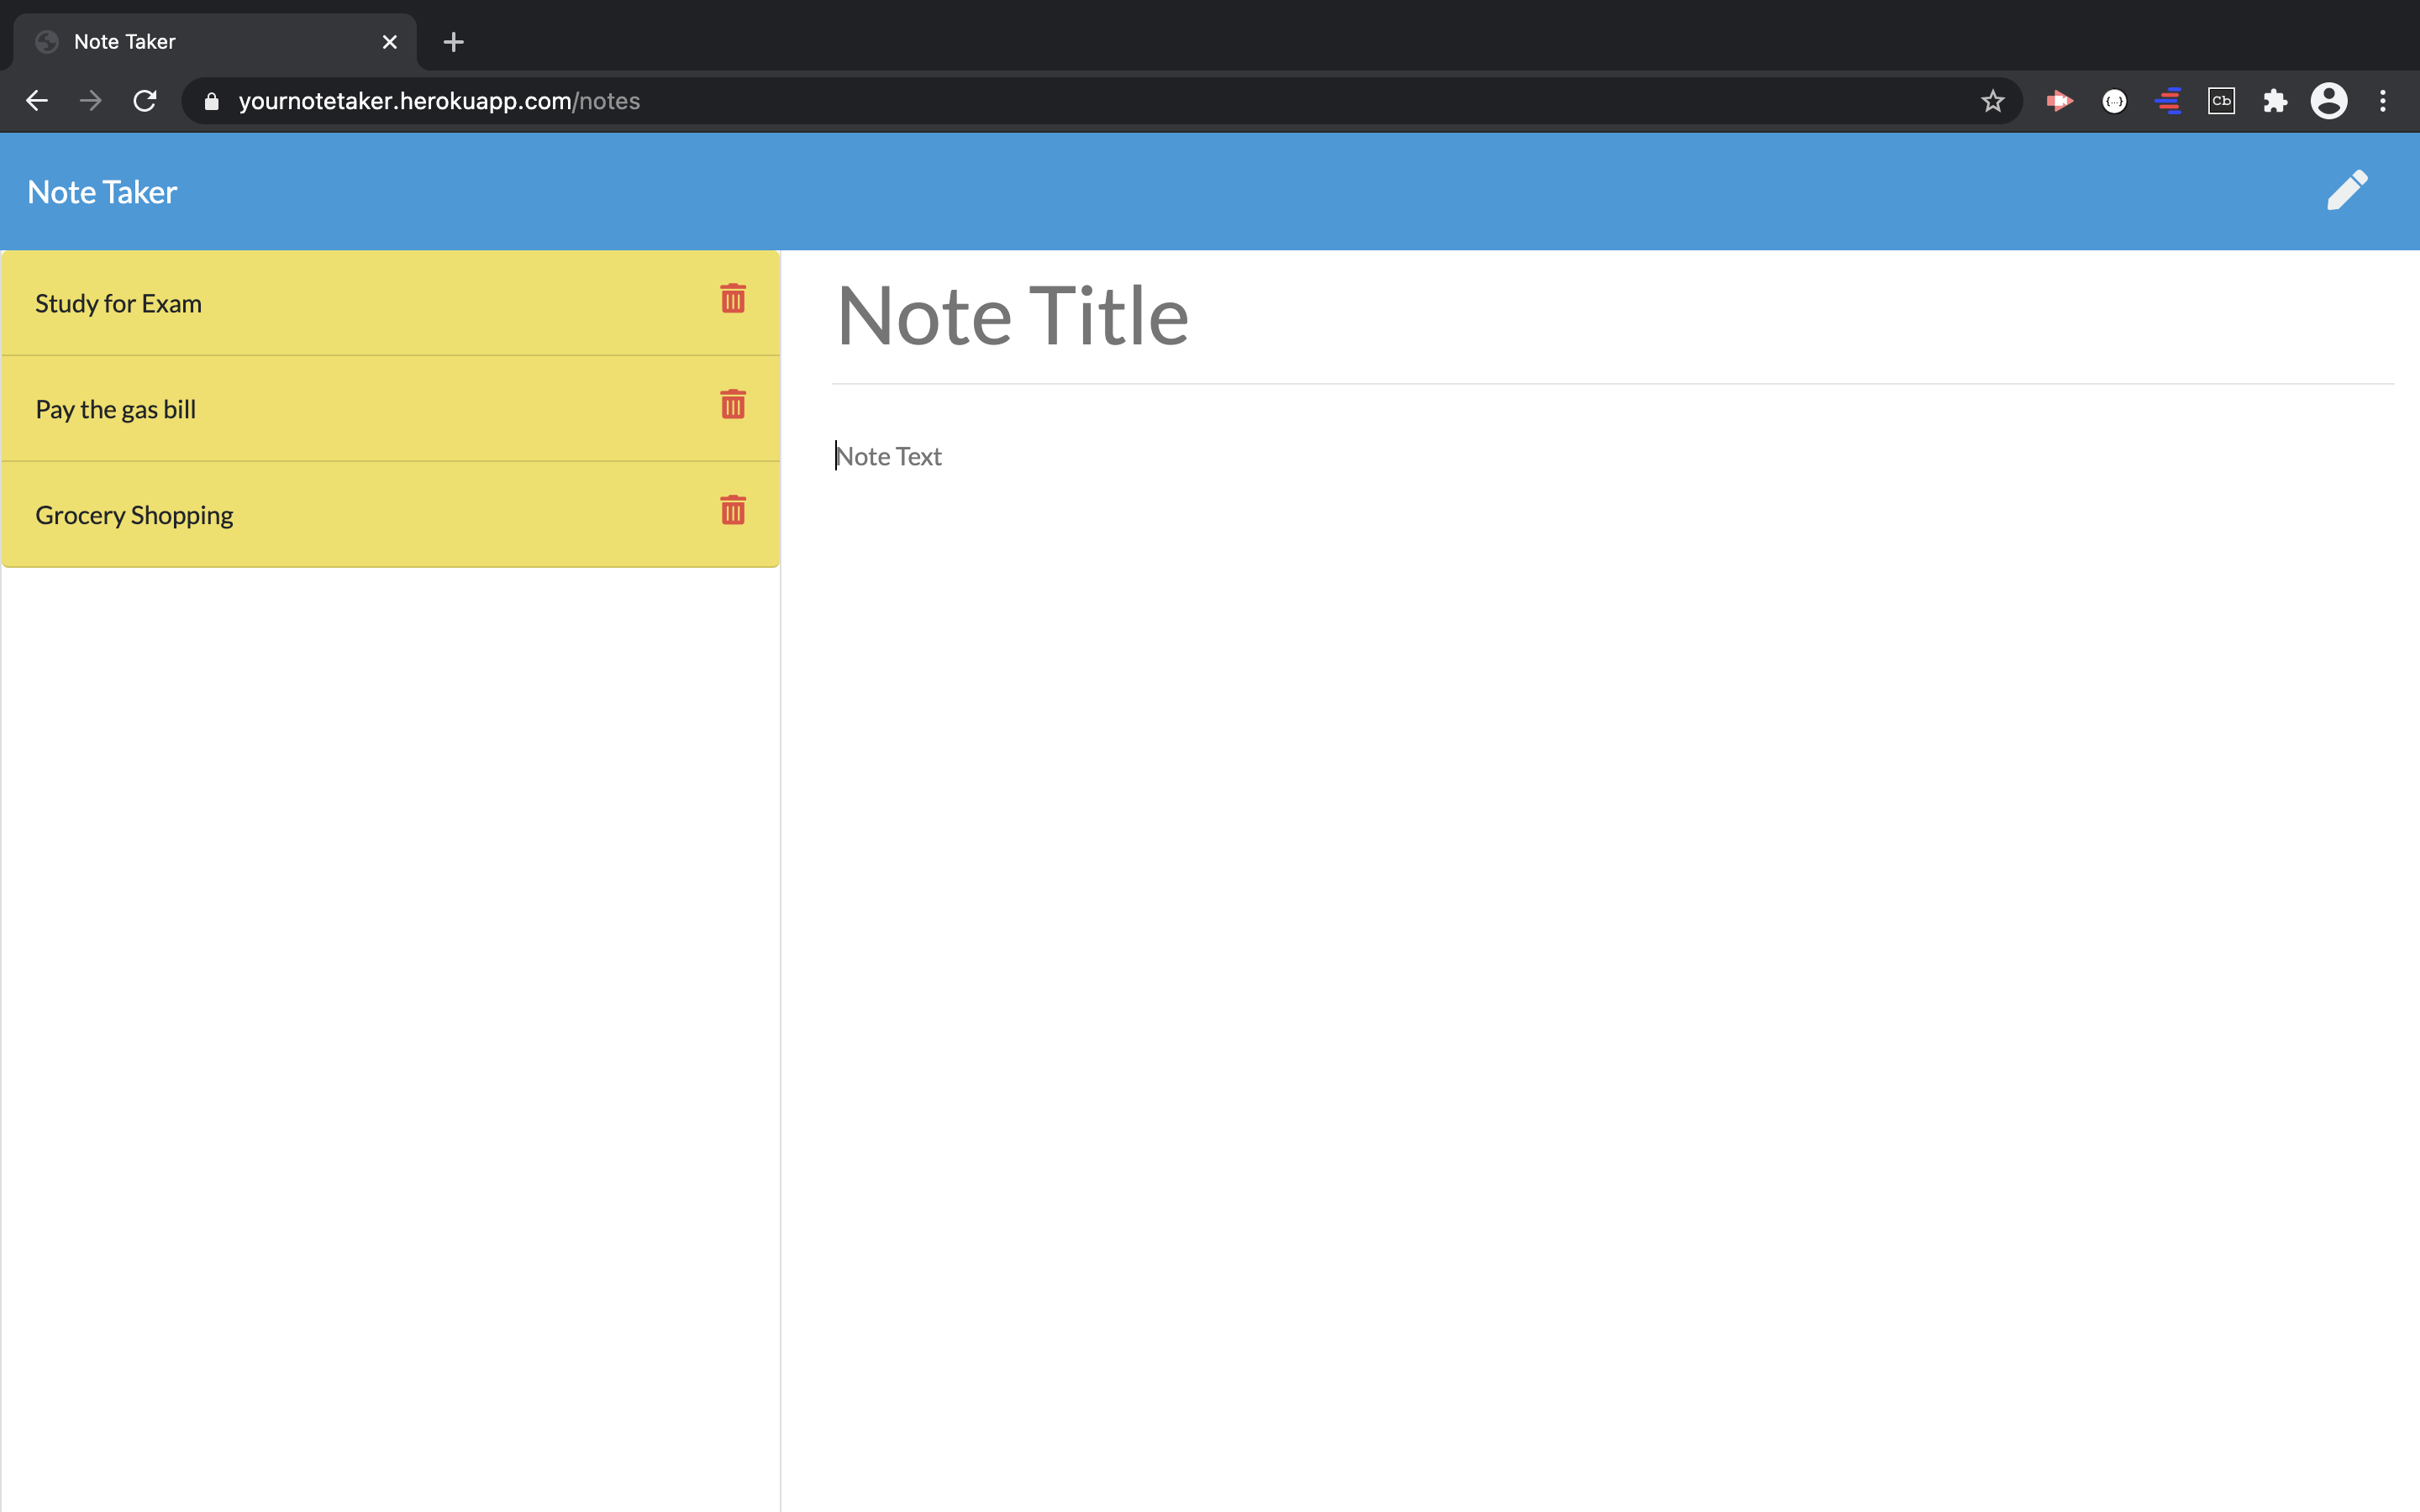 Note Taker
yournotetaker.herokuapp.com/notes
{...}
Cb
Note Taker
Study for Exam
Pay the gas bill
Grocery Shopping
Note Title
Note Text